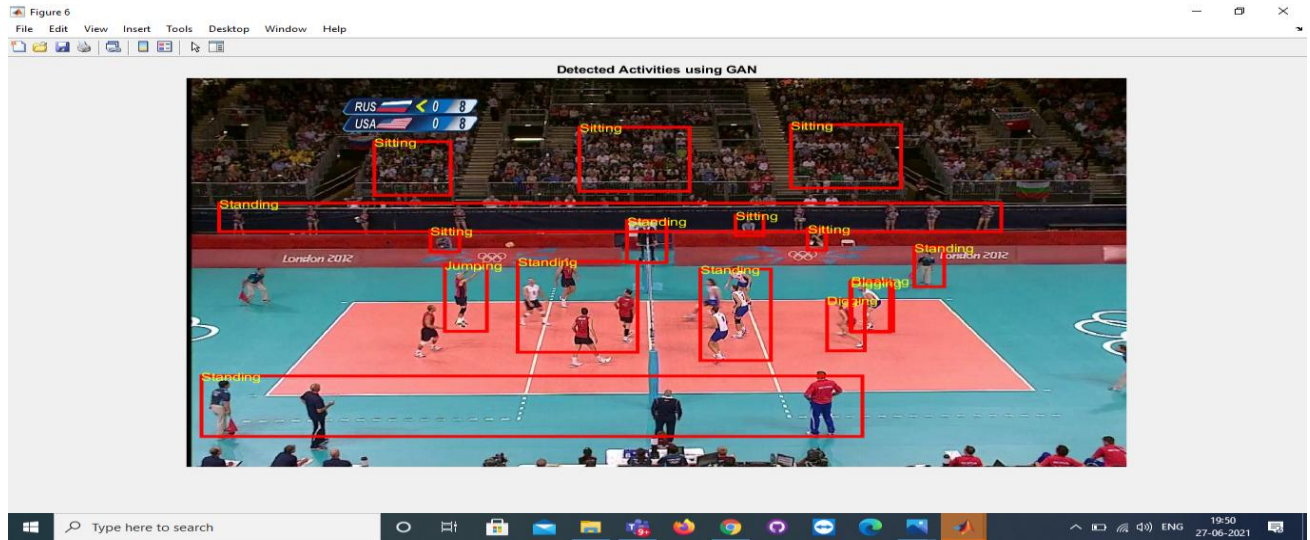 Figure 6
File Edit View Insert Tools Desktop Window Help
Detected Activities using GAN
RUS < 0 8
USA 0 8
Sitting
Sitting
Sitting
Standing
Sitting
Standing
Sitting
Sitting
London 2012
Jumping
Standing
Standing
Standing
London 2012
Digging
Digging
Standing
Type here to search
9+
ENG
19:50
27-06-2021